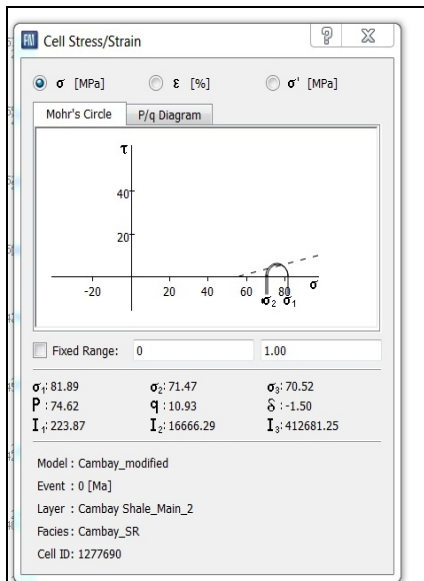 FM Cell Stress/Strain
σ [MPa] ε [%] σ' [MPa]
Mohr's Circle P/q Diagram
τ
40
20
-20 20 40 60 80 σ
σ₂ σ₁
Fixed Range: 0 1.00
σ₁: 81.89 σ₂: 71.47 σ₃: 70.52
P : 74.62 q : 10.93 δ : -1.50
I₁: 223.87 I₂: 16666.29 I₃: 412681.25
Model : Cambay_modified
Event : 0 [Ma]
Layer : Cambay Shale_Main_2
Facies : Cambay_SR
Cell ID: 1277690